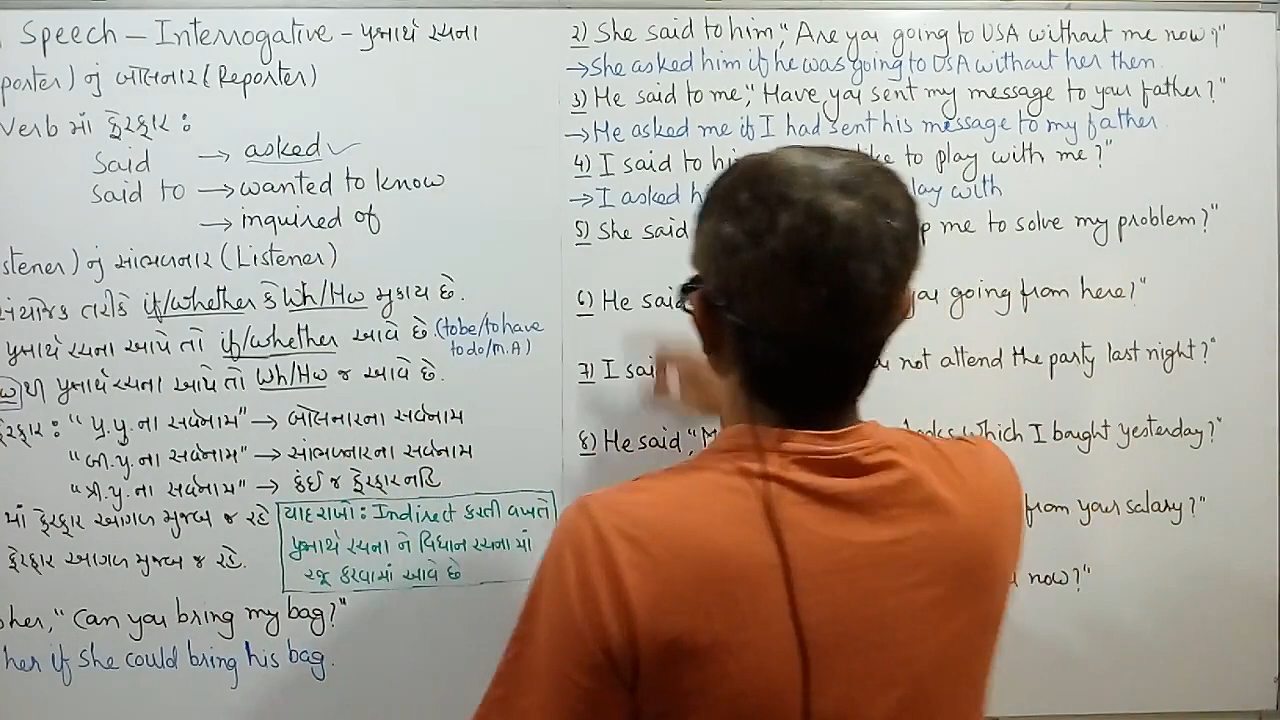 Speech – Interrogative – પ્રશ્નાર્થ રચના
porter) નું બોલનાર (Reporter)
Verb માં ફેરફાર :
Said → asked ✓
Said to → wanted to know
→ inquired of
stener) નું સાંભળનાર (Listener)
સંયોજક તરીકે if/whether કે Wh/Hw મુકાય છે.
પ્રશ્નાર્થ રચના આપે તો if/whether આવે છે. (to be/to have
to do/M.A)
થી પ્રશ્નાર્થ રચના આપે તો Wh/Hw જ આવે છે.
ફેરફાર : "પ્ર.પુ. ના સર્વનામ" → બોલનારના સર્વનામ
"બી.પુ. ના સર્વનામ" → સાંભળનારના સર્વનામ
"ત્રી.પુ. ના સર્વનામ" → કંઈ જ ફેરફાર નહિ
માં ફેરફાર આગળ મુજબ જ રહે
ફેરફાર આગળ મુજબ જ રહે.
યાદ રાખો : Indirect કરતી વખતે
પ્રશ્નાર્થ રચના ને વિધાન રચના માં
રજૂ કરવામાં આવે છે
her, "Can you bring my bag?"
her if she could bring his bag.
2) She said to him, "Are you going to USA without me now?"
→ She asked him if he was going to USA without her then.
3) He said to me, "Have you sent my message to your father?"
→ He asked me if I had sent his message to my father.
4) I said to to play with me?"
→ I asked play with
5) She said me to solve my problem?"
6) He said going from here?"
7) I not attend the party last night?"
8) He said, which I bought yesterday?"
from your salary?"
now?"